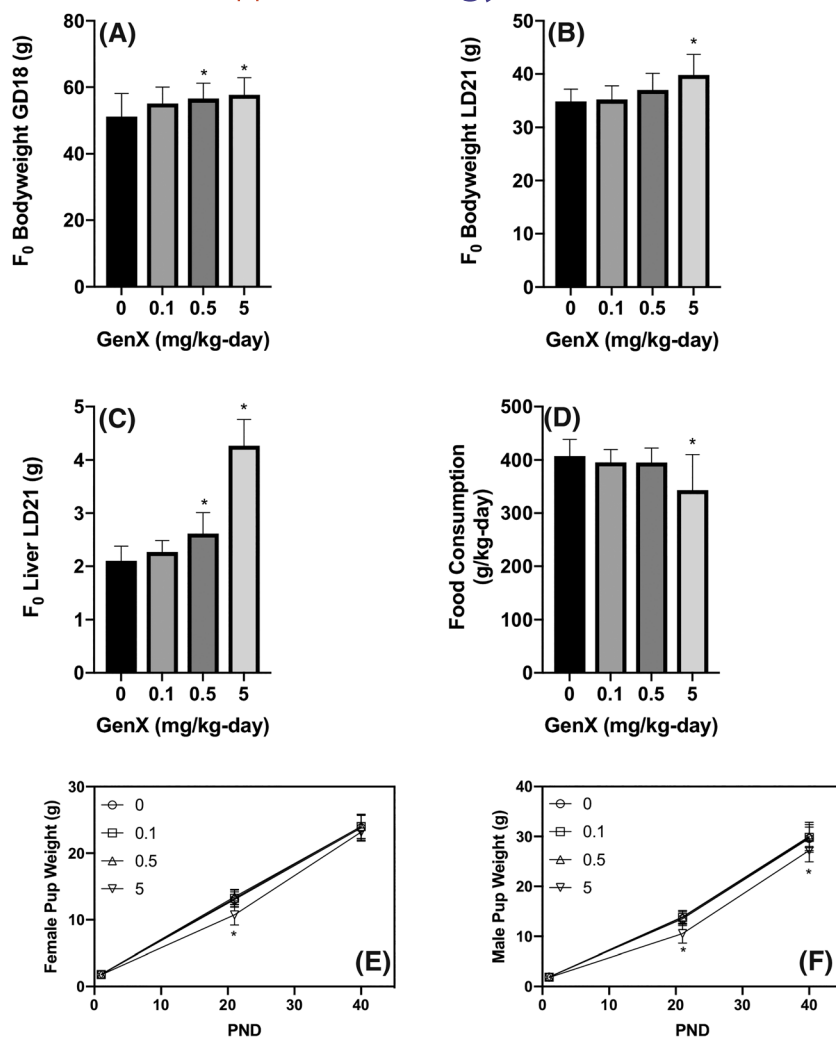 (A)
F0 Bodyweight GD18 (g)
80
60
40
20
0
*
*
0 0.1 0.5 5
GenX (mg/kg-day)
(B)
F0 Bodyweight LD21 (g)
50
40
30
20
10
0
*
0 0.1 0.5 5
GenX (mg/kg-day)
(C)
F0 Liver LD21 (g)
5
4
3
2
1
0
*
*
0 0.1 0.5 5
GenX (mg/kg-day)
(D)
Food Consumption
(g/kg-day)
500
400
300
200
100
0
*
0 0.1 0.5 5
GenX (mg/kg-day)
Female Pup Weight (g)
30
20
10
0
0
0.1
0.5
5
*
(E)
0 10 20 30 40
PND
Male Pup Weight (g)
40
30
20
10
0
0
0.1
0.5
5
*
*
(F)
0 10 20 30 40
PND